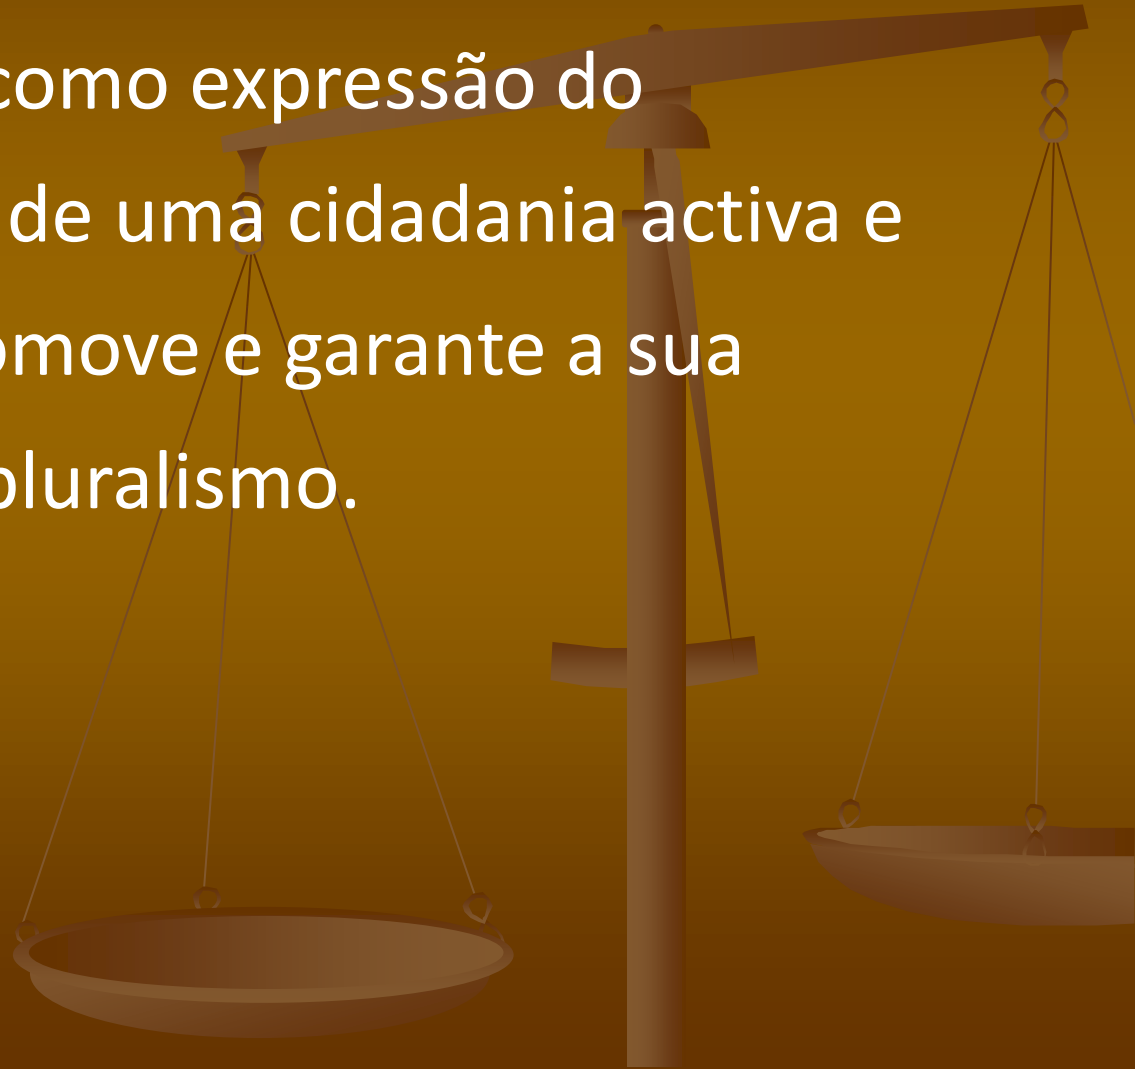 como expressão do
de uma cidadania activa e
omove e garante a sua
pluralismo.